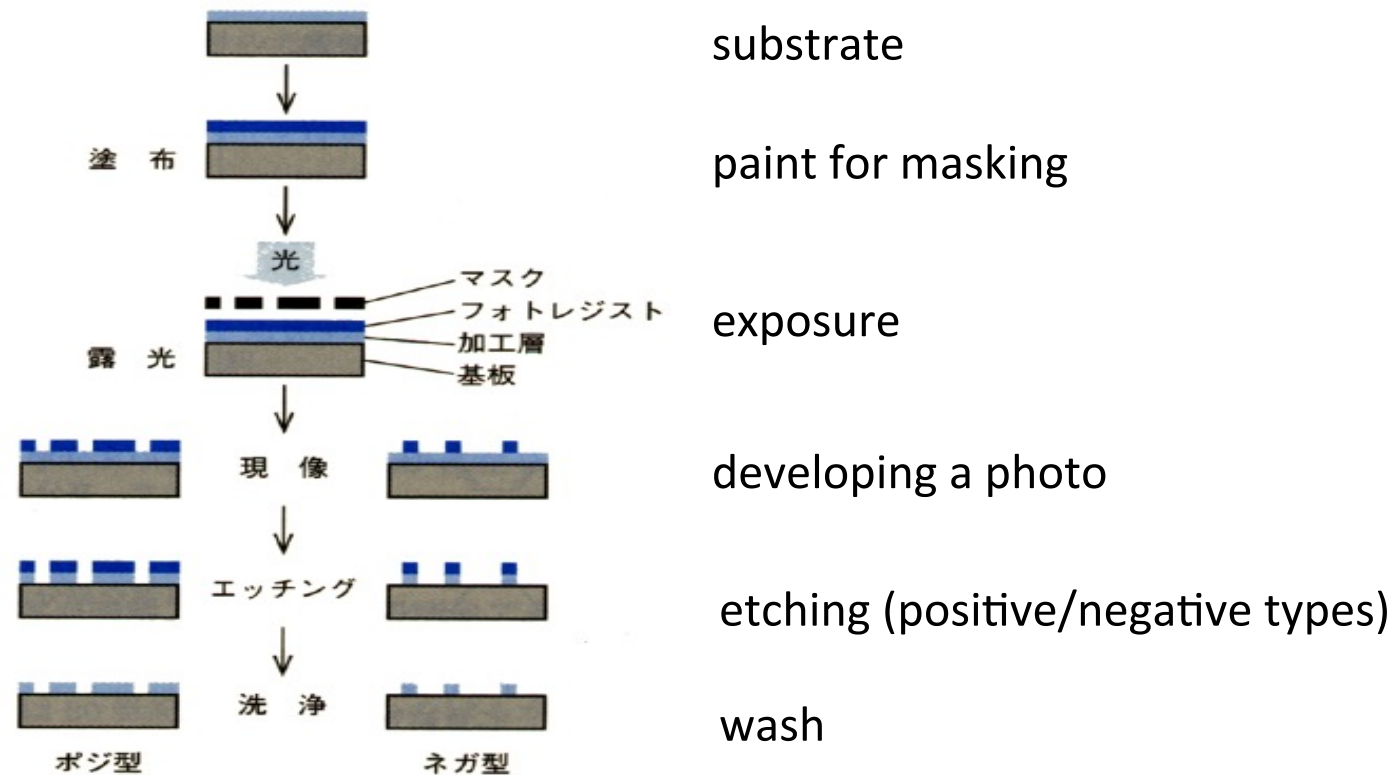 substrate
塗 布
paint for masking
光
マスク
フォトレジスト
加工層
基板
露 光
exposure
現 像
developing a photo
エッチング
etching (positive/negative types)
洗 浄
wash
ポジ型
ネガ型